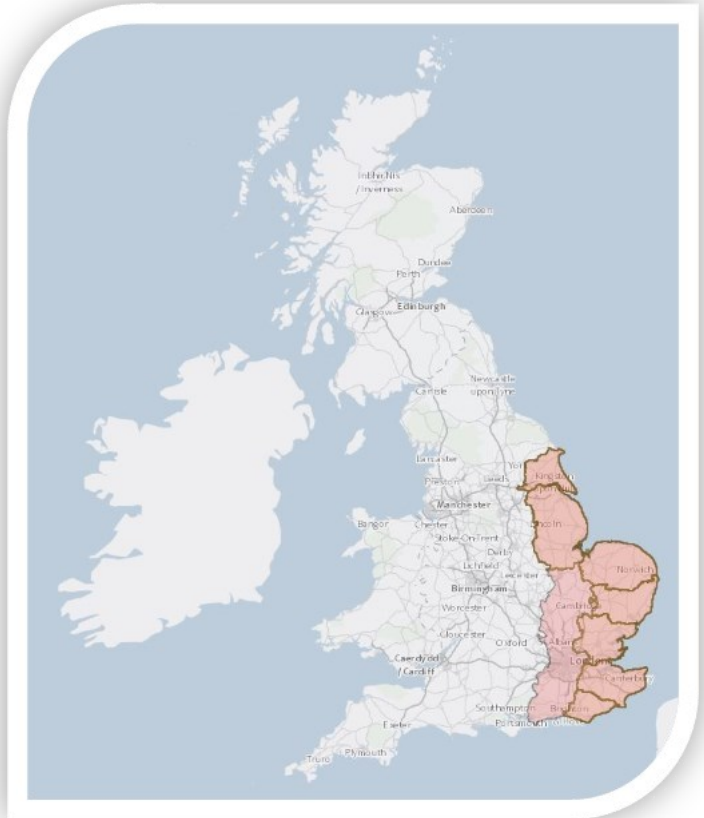 Inbhir Nis
/ Inverness
Aberdeen
Dundee
Perth
Edinburgh
Glasgow
Newcastle
upon Tyne
Carlisle
Lancaster
Preston
Leeds
Kingston
Manchester
Bangor
Chester
Lincoln
Stoke-On-Trent
Derby
Lichfield
Leicester
Norwich
Birmingham
Worcester
Gloucester
Oxford
London
Caerdydd
/ Cardiff
Canterbury
Southampton
Brighton
Portsmouth
Exeter
Plymouth
Truro